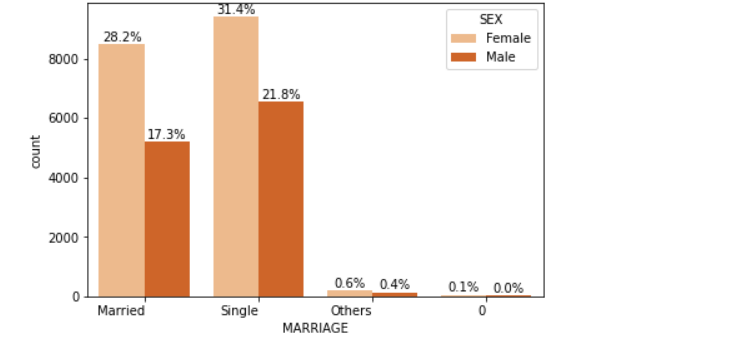 31.4%
28.2%
21.8%
17.3%
0.6%
0.4%
0.1%
0.0%
SEX
Female
Male
8000
6000
4000
2000
0
count
Married
Single
Others
0
MARRIAGE